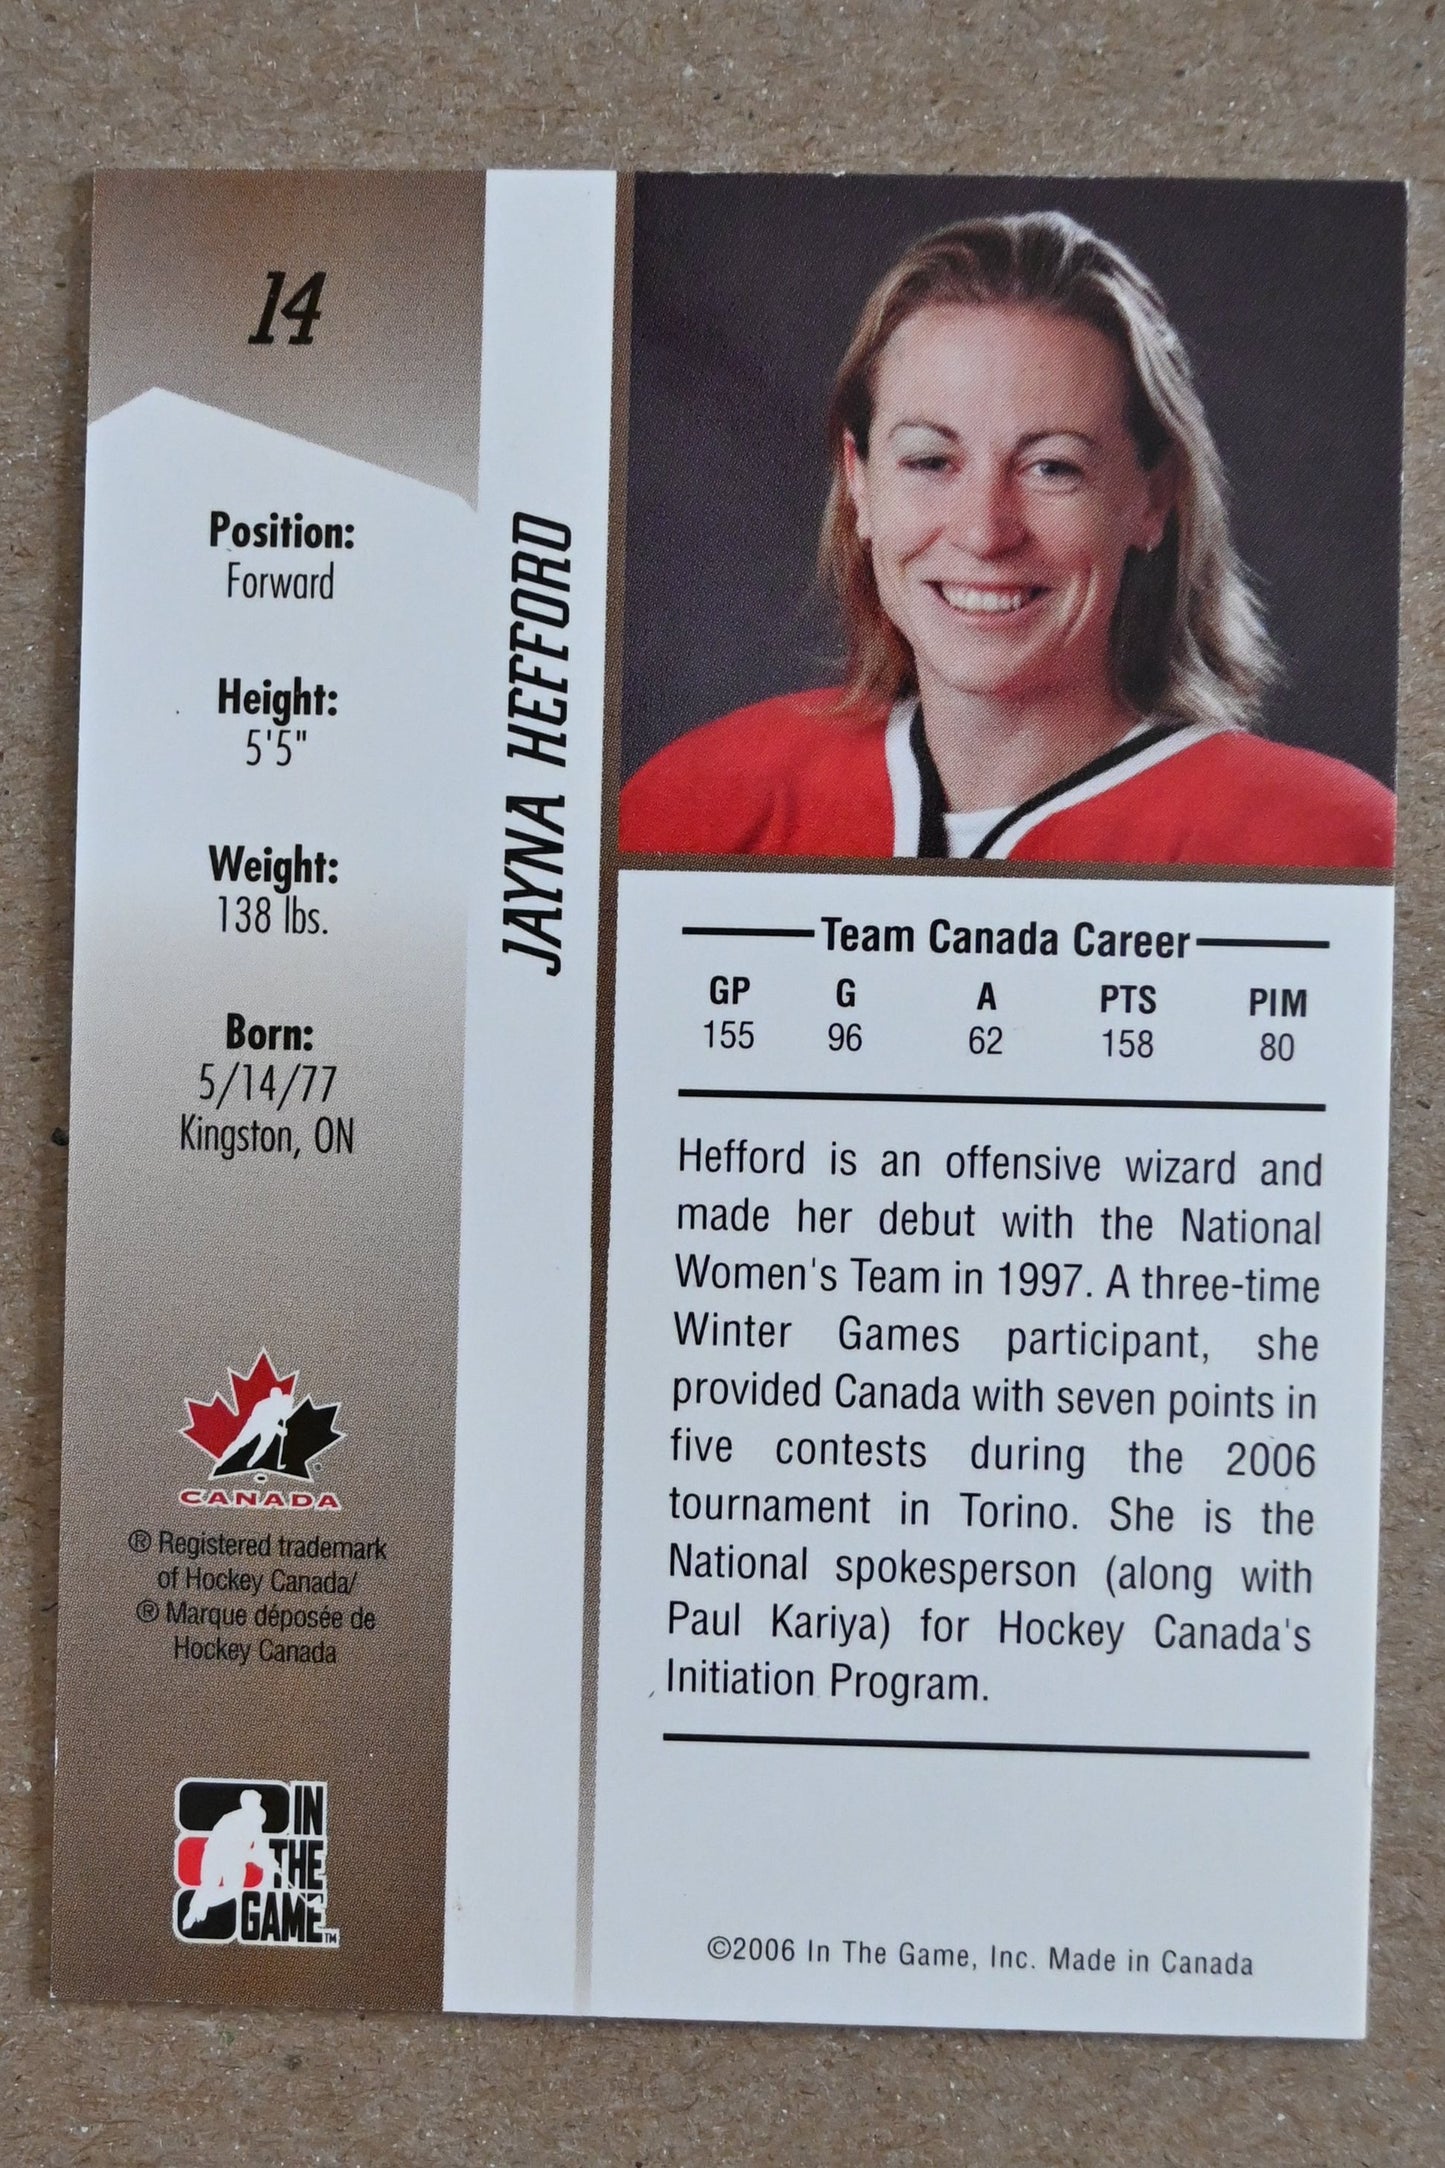 14
Position:
Forward
Height:
5'5"
Weight:
138 lbs.
Born:
5/14/77
Kingston, ON
CANADA
® Registered trademark
of Hockey Canada/
® Marque déposée de
Hockey Canada
IN
THE
GAME™
JAYNA HEFFORD
Team Canada Career
GP G A PTS PIM
155 96 62 158 80
Hefford is an offensive wizard and
made her debut with the National
Women's Team in 1997. A three-time
Winter Games participant, she
provided Canada with seven points in
five contests during the 2006
tournament in Torino. She is the
National spokesperson (along with
Paul Kariya) for Hockey Canada's
Initiation Program.
©2006 In The Game, Inc. Made in Canada